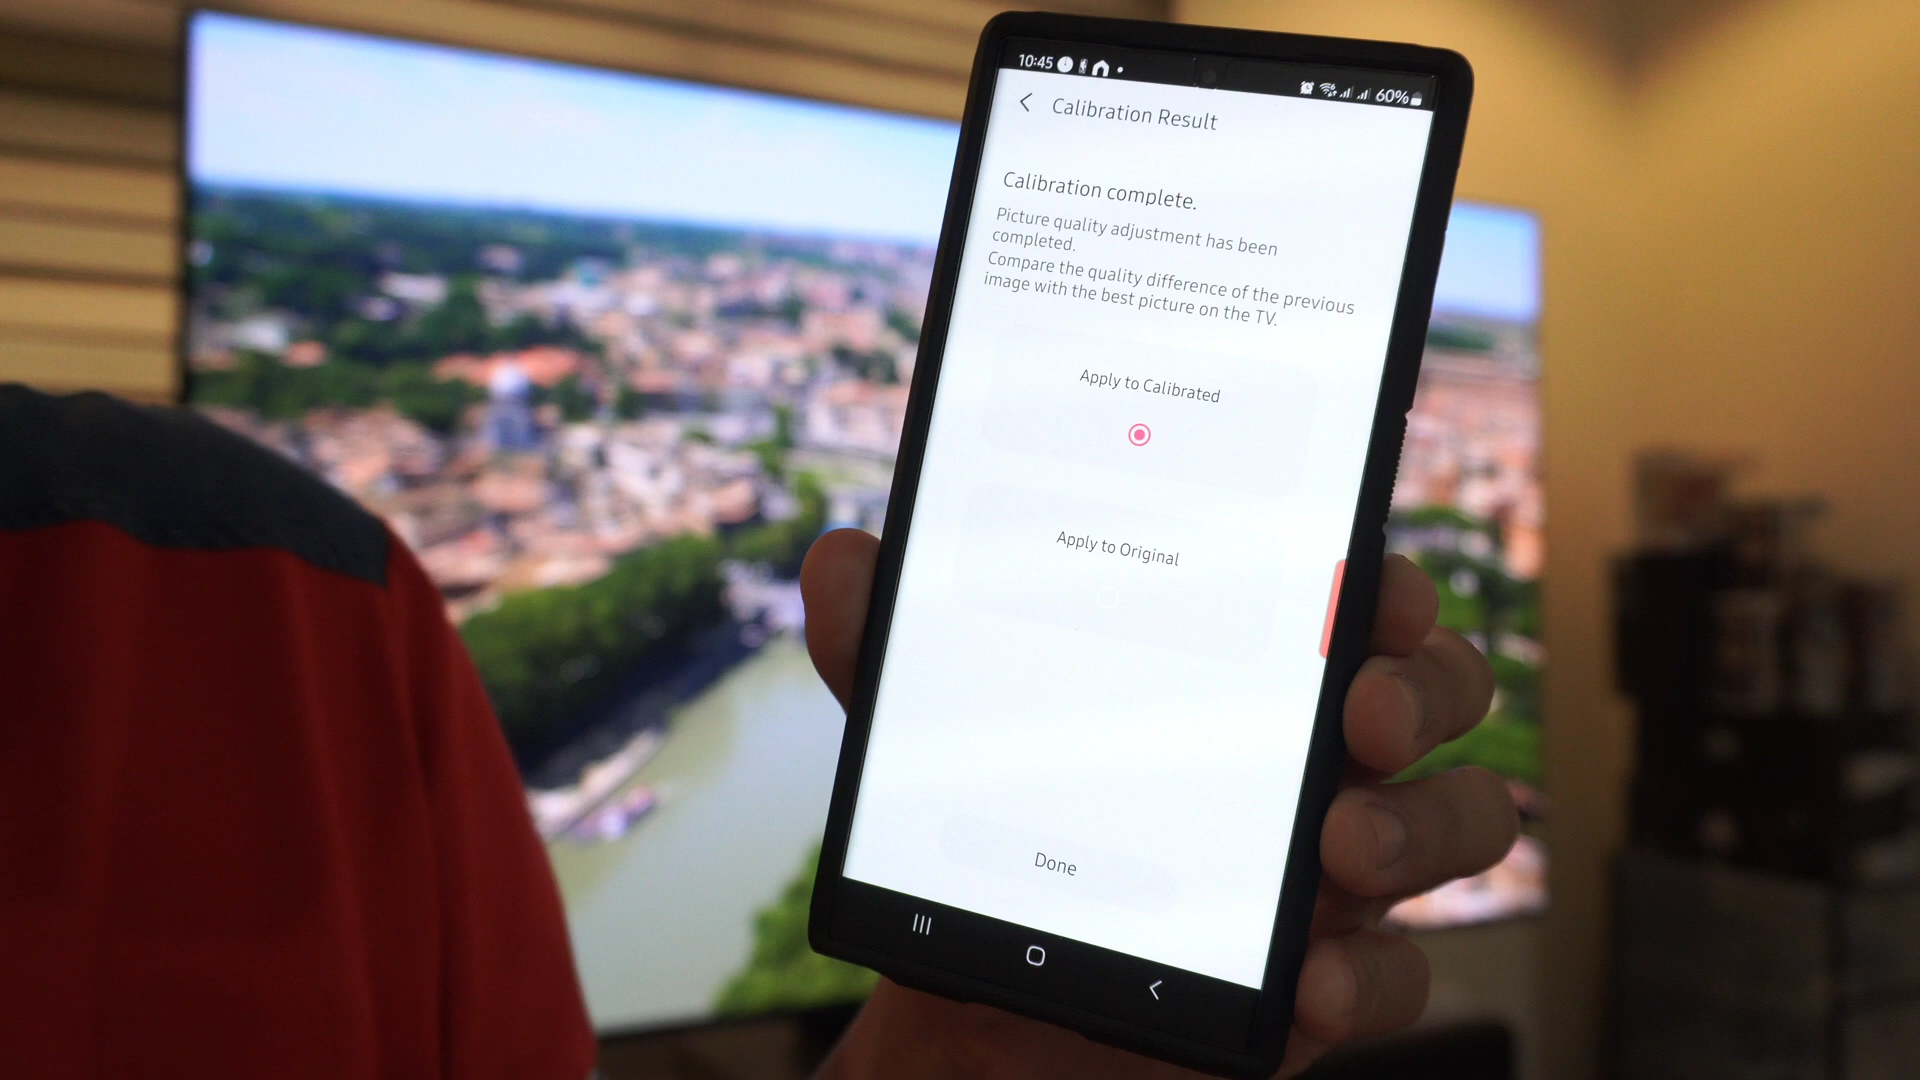 10:45
60%
Calibration Result
Calibration complete.
Picture quality adjustment has been
completed.
Compare the quality difference of the previous
image with the best picture on the TV.
Apply to Calibrated
Apply to Original
Done